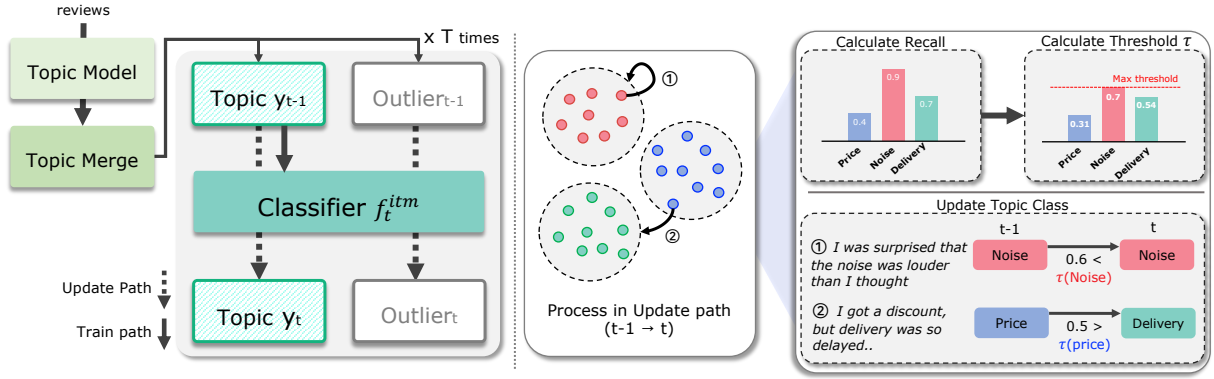 reviews
Topic Model
Topic Merge
x T times
Topic yt-1
Outliert-1
Classifier f_t^itm
Topic yt
Outliert
Update Path
Train path
①
②
Process in Update path
(t-1 → t)
Calculate Recall
0.4
0.9
0.7
Price
Noise
Delivery
Calculate Threshold τ
Max threshold
0.31
0.7
0.54
Price
Noise
Delivery
Update Topic Class
t-1
t
① I was surprised that
the noise was louder
than I thought
Noise
0.6 <
τ(Noise)
Noise
② I got a discount,
but delivery was so
delayed..
Price
0.5 >
τ(price)
Delivery